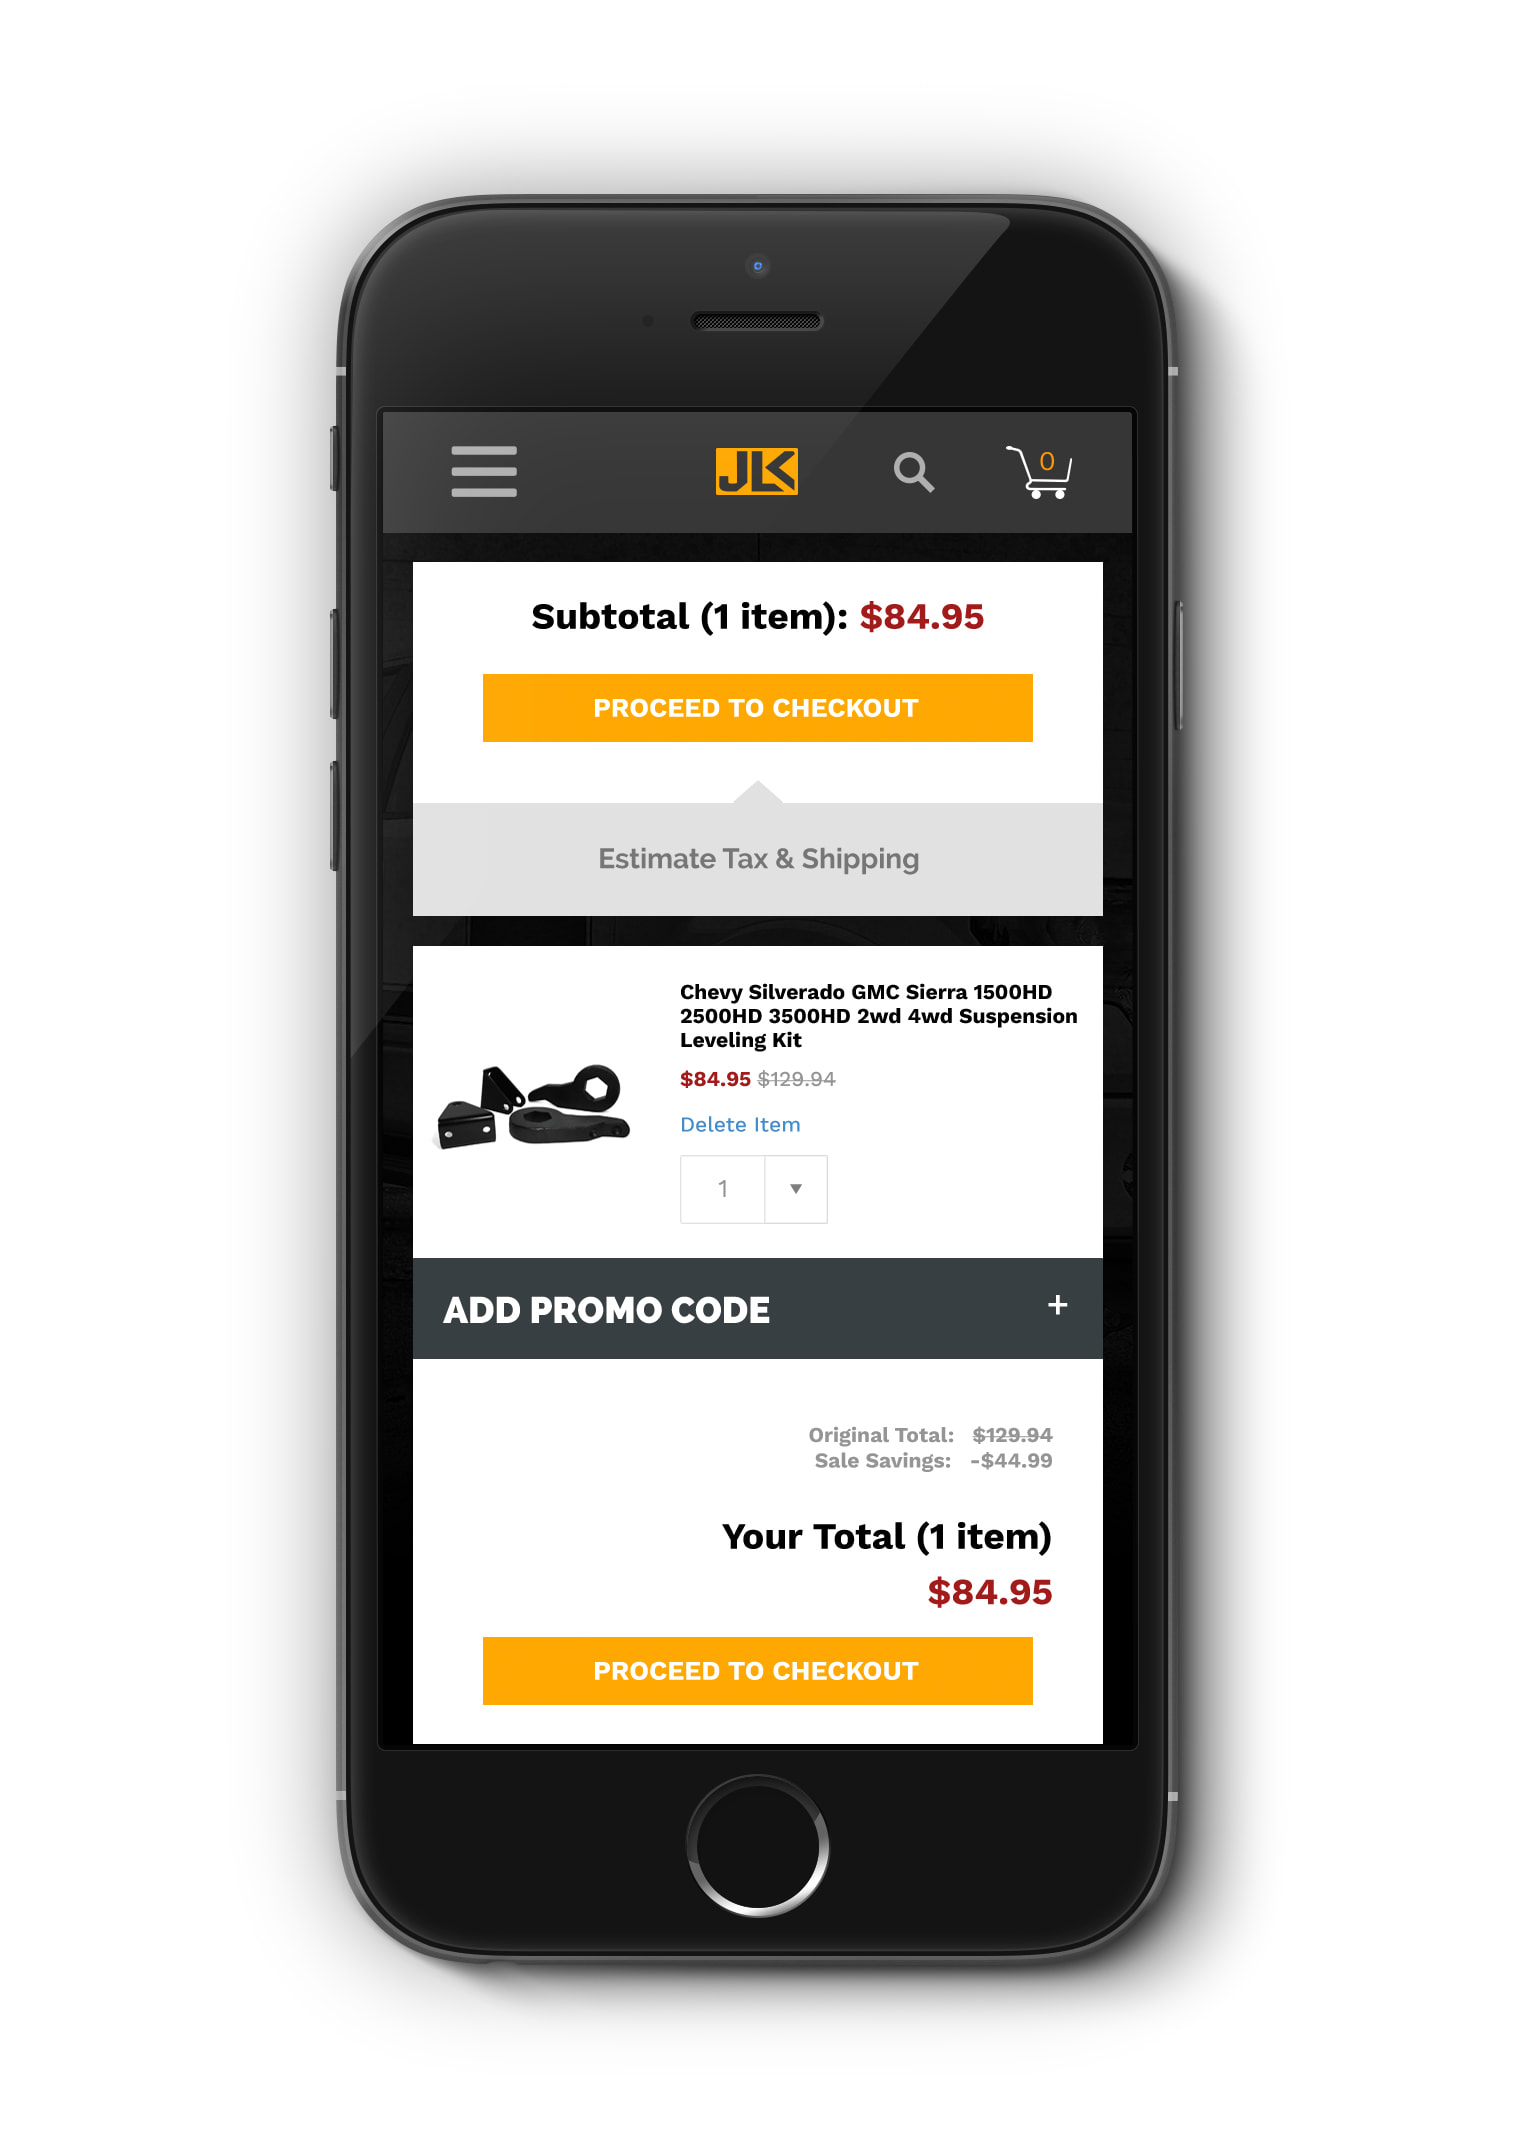 JLK
0
Subtotal (1 item): $84.95
PROCEED TO CHECKOUT
Estimate Tax & Shipping
Chevy Silverado GMC Sierra 1500HD
2500HD 3500HD 2wd 4wd Suspension
Leveling Kit
$84.95 $129.94
Delete Item
1
ADD PROMO CODE +
Original Total: $129.94
Sale Savings: -$44.99
Your Total (1 item)
$84.95
PROCEED TO CHECKOUT